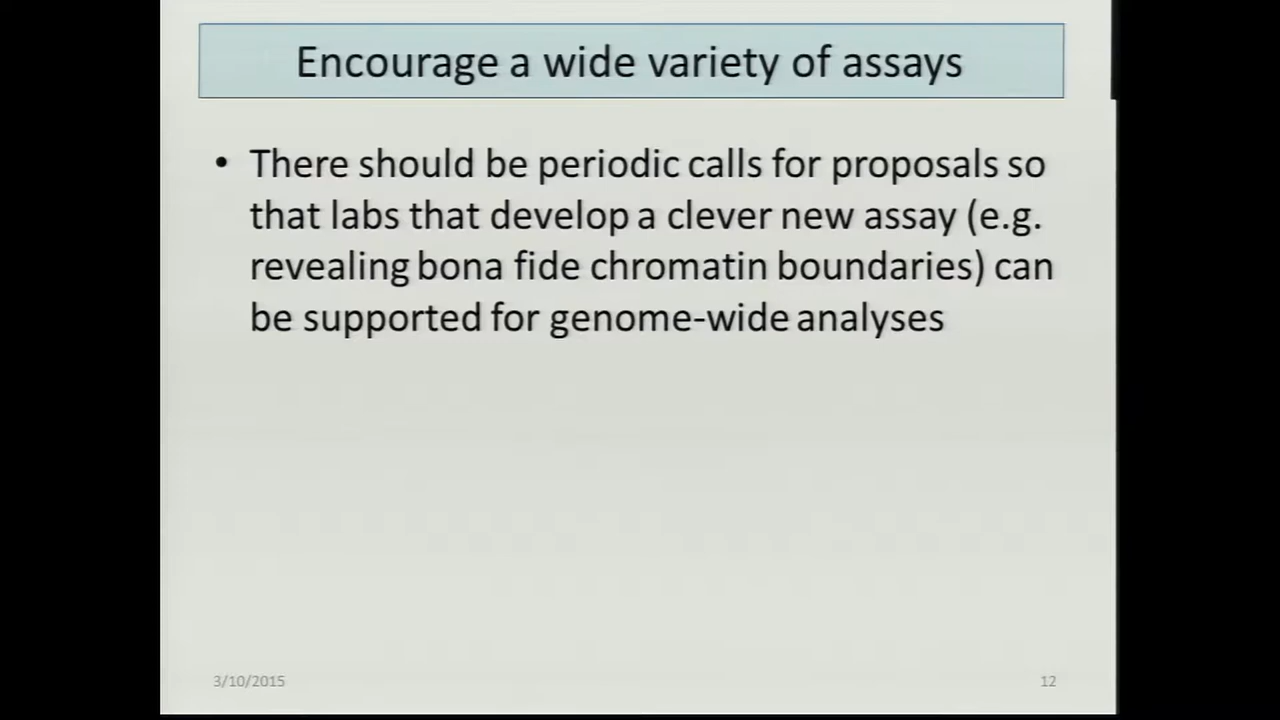 Encourage a wide variety of assays
• There should be periodic calls for proposals so
that labs that develop a clever new assay (e.g.
revealing bona fide chromatin boundaries) can
be supported for genome-wide analyses
3/10/2015
12